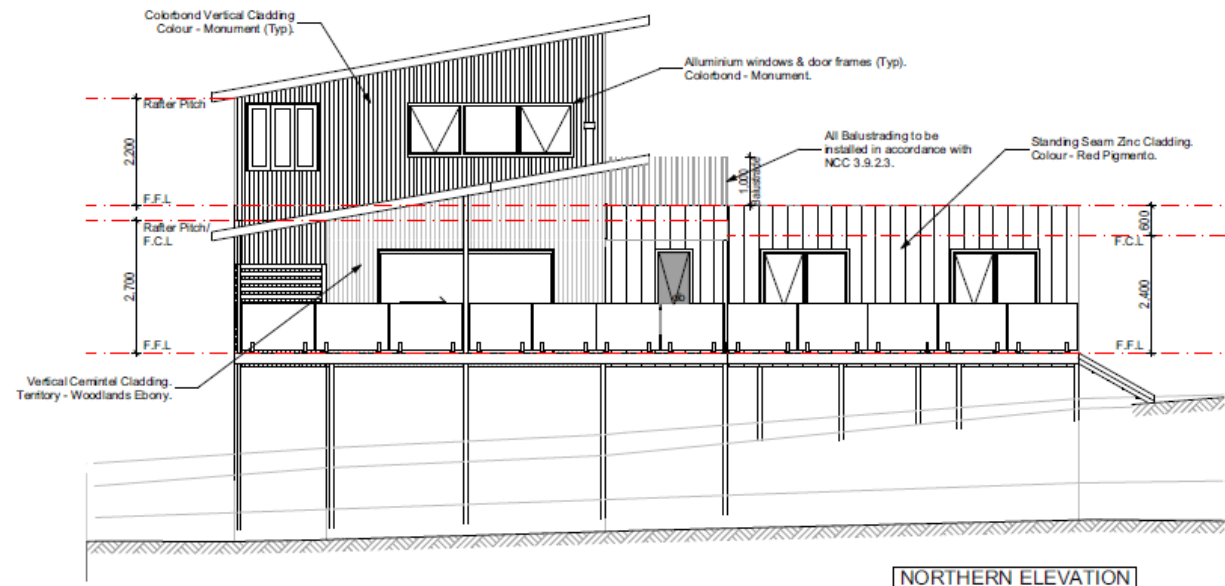 Colorbond Vertical Cladding
Colour - Monument (Typ).
Alluminium windows & door frames (Typ).
Colorbond - Monument.
All Balustrading to be
installed in accordance with
NCC 3.9.2.3.
Standing Seam Zinc Cladding.
Colour - Red Pigmento.
Rafter Pitch
2,200
F.F.L
Rafter Pitch/
F.C.L
2,700
F.F.L
1,000
Balustrade
600
F.C.L
2,400
F.F.L
Vertical Cemintel Cladding.
Territory - Woodlands Ebony.
NORTHERN ELEVATION